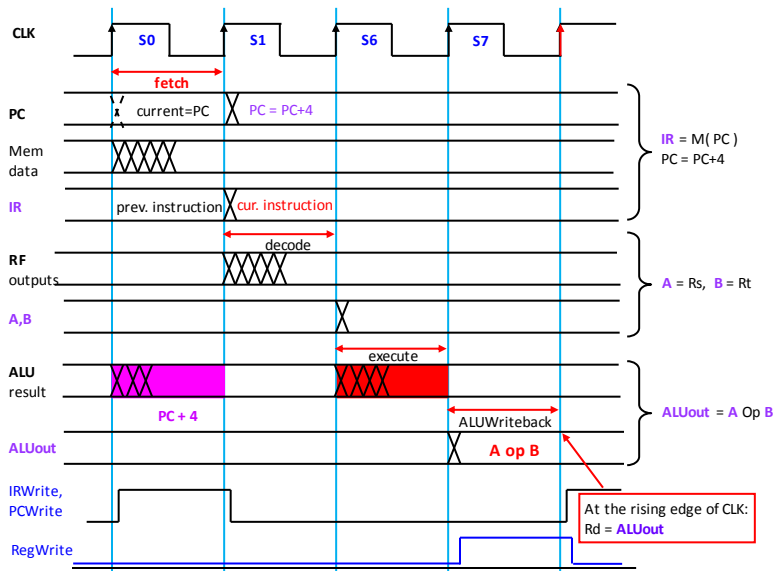 CLK
S0 S1 S6 S7
fetch
PC current=PC PC = PC+4
Mem
data
IR = M( PC )
PC = PC+4
IR prev. instruction cur. instruction
decode
RF
outputs
A = Rs, B = Rt
A,B
execute
ALU
result
PC + 4
ALUWriteback
ALUout = A Op B
ALUout A op B
IRWrite,
PCWrite
At the rising edge of CLK:
Rd = ALUout
RegWrite